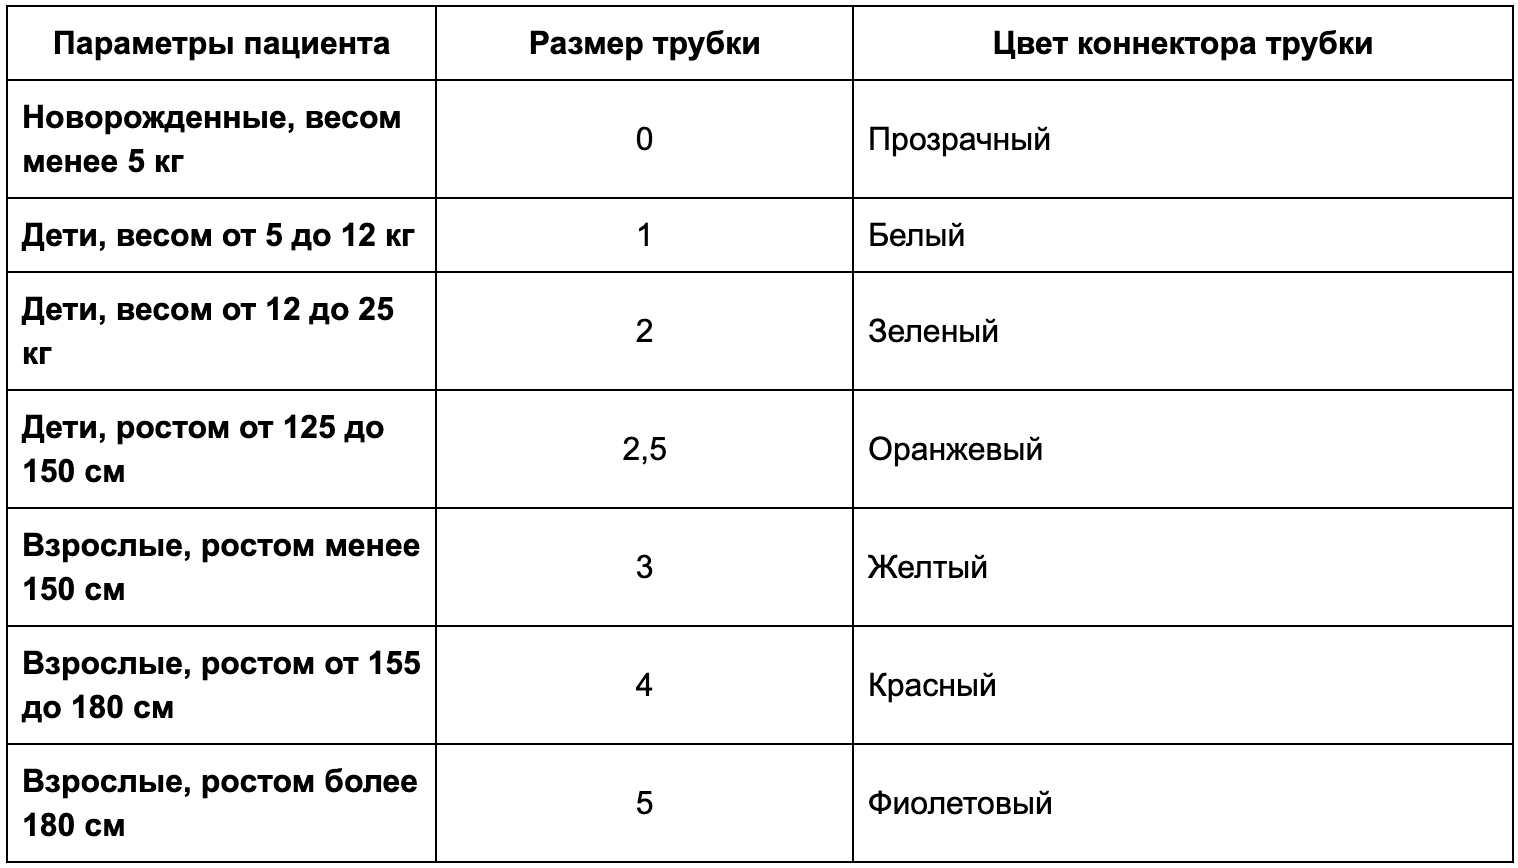 Параметры пациента
Размер трубки
Цвет коннектора трубки
Новорожденные, весом
менее 5 кг
0
Прозрачный
Дети, весом от 5 до 12 кг
1
Белый
Дети, весом от 12 до 25
кг
2
Зеленый
Дети, ростом от 125 до
150 см
2,5
Оранжевый
Взрослые, ростом менее
150 см
3
Желтый
Взрослые, ростом от 155
до 180 см
4
Красный
Взрослые, ростом более
180 см
5
Фиолетовый